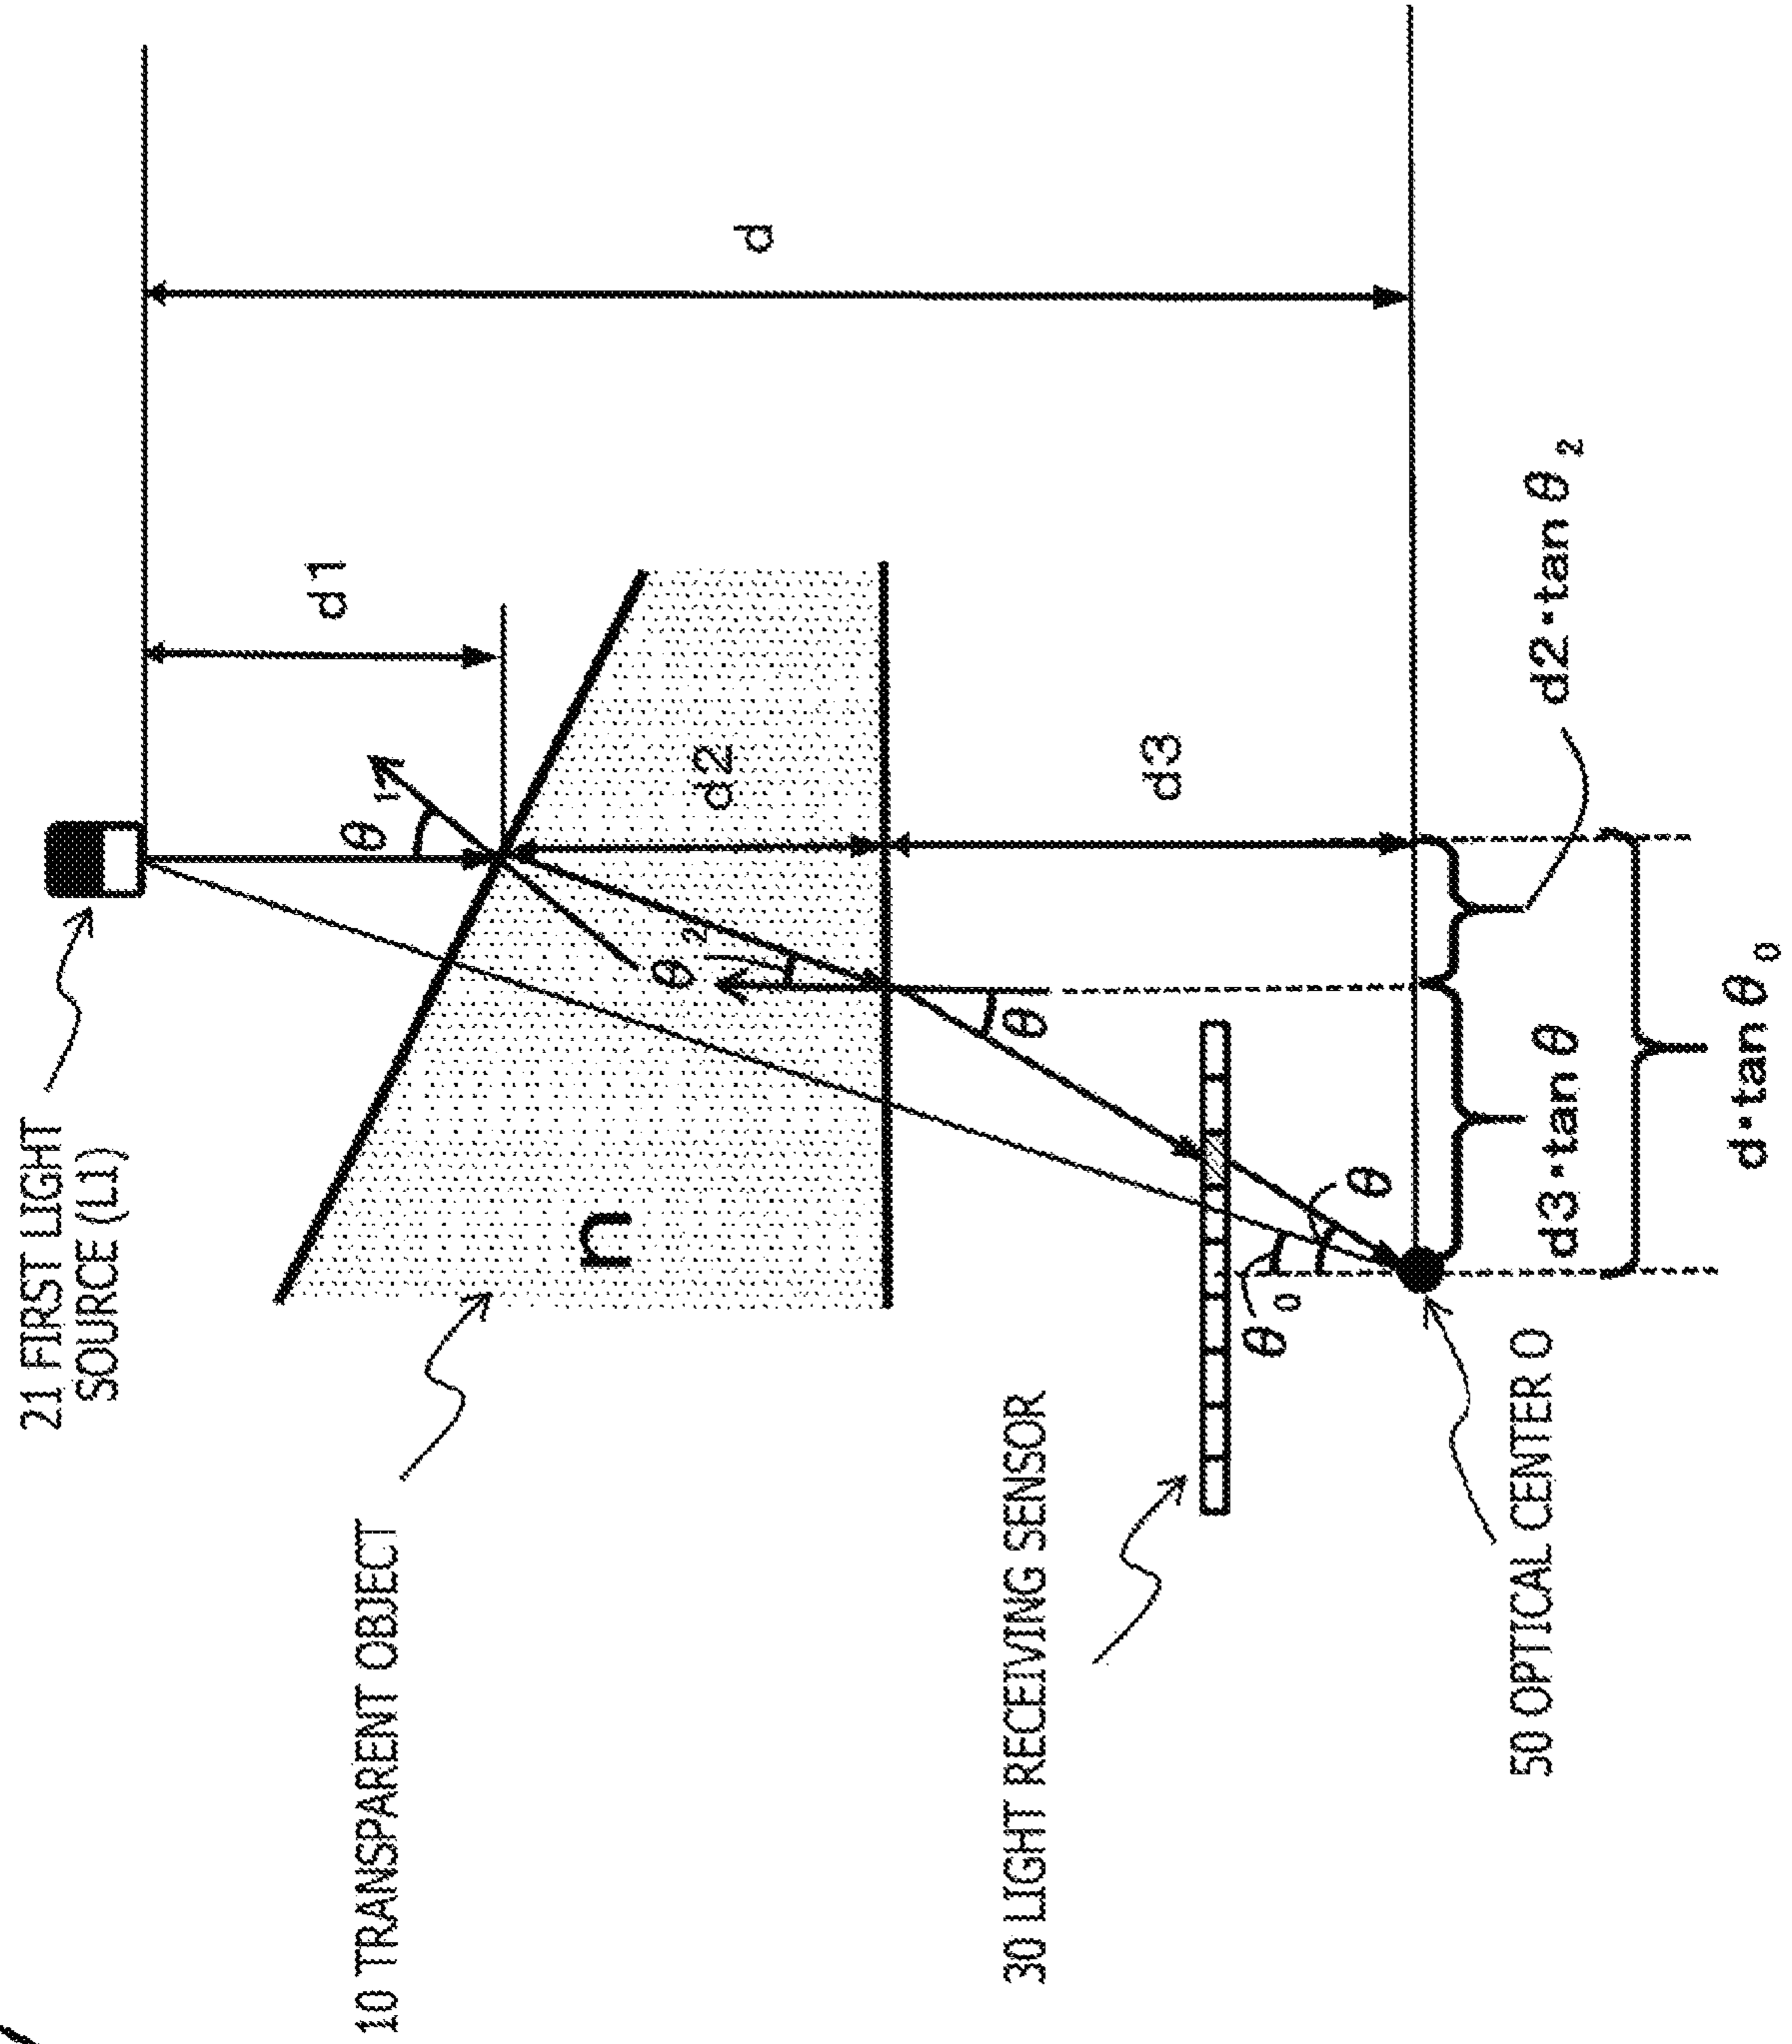 21 FIRST LIGHT
SOURCE (L1)
10 TRANSPARENT OBJECT
30 LIGHT RECEIVING SENSOR
50 OPTICAL CENTER O
d
d1
θ1
d2
θ2
n
d3
θ
θ
θ0
d2·tan θ2
d3·tan θ
d·tan θ0